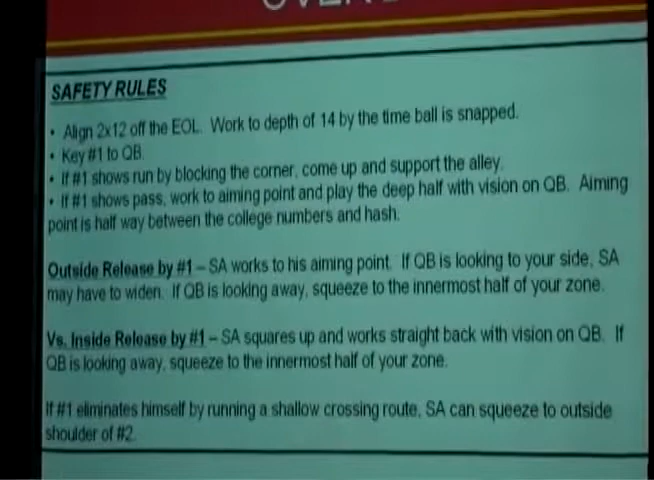 SAFETY RULES
• Align 2x12 off the EOL. Work to depth of 14 by the time ball is snapped.
• Key #1 to QB.
• If #1 shows run by blocking the corner, come up and support the alley.
• If #1 shows pass, work to aiming point and play the deep half with vision on QB. Aiming
point is half way between the college numbers and hash.
Outside Release by #1 – SA works to his aiming point. If QB is looking to your side, SA
may have to widen. If QB is looking away, squeeze to the innermost half of your zone.
Vs. Inside Release by #1 – SA squares up and works straight back with vision on QB. If
QB is looking away, squeeze to the innermost half of your zone.
If #1 eliminates himself by running a shallow crossing route, SA can squeeze to outside
shoulder of #2.